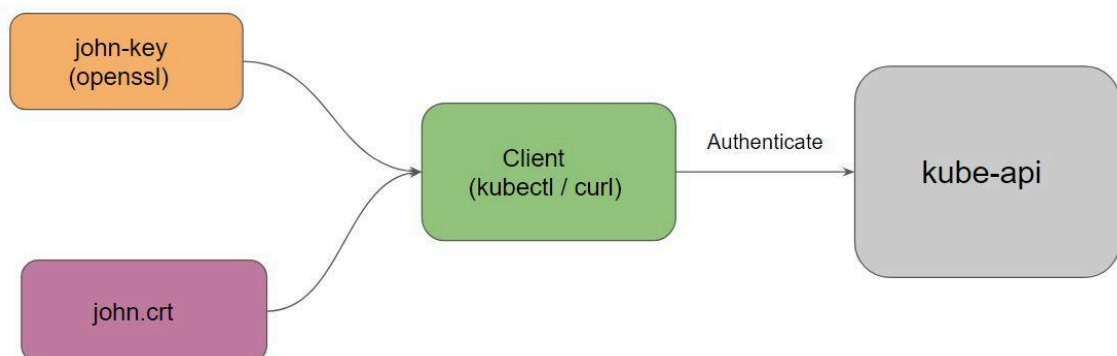 john-key
(openssl)
Client
(kubectl / curl)
Authenticate
kube-api
john.crt